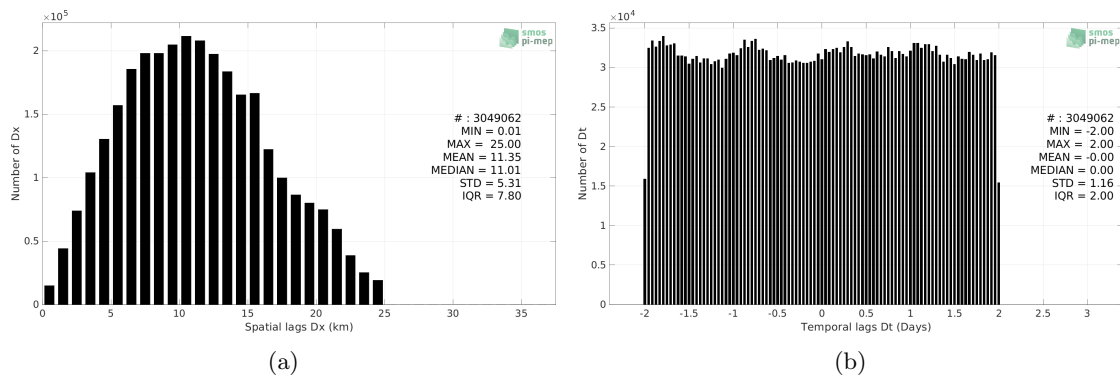 ×10⁵
2
1.5
1
0.5
0
Number of Dx
0 5 10 15 20 25 30 35
Spatial lags Dx (km)
smos
pi-mep
# : 3049062
MIN = 0.01
MAX = 25.00
MEAN = 11.35
MEDIAN = 11.01
STD = 5.31
IQR = 7.80
(a)
×10⁴
3.5
3
2.5
2
1.5
1
0.5
0
Number of Dt
-2 -1.5 -1 -0.5 0 0.5 1 1.5 2 2.5 3
Temporal lags Dt (Days)
smos
pi-mep
# : 3049062
MIN = -2.00
MAX = 2.00
MEAN = -0.00
MEDIAN = 0.00
STD = 1.16
IQR = 2.00
(b)